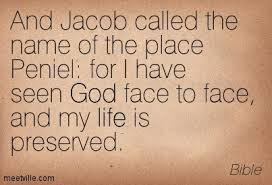 And Jacob called the
name of the place
Peniel: for I have
seen God face to face,
and my life is
preserved.
Bible
meetville.com